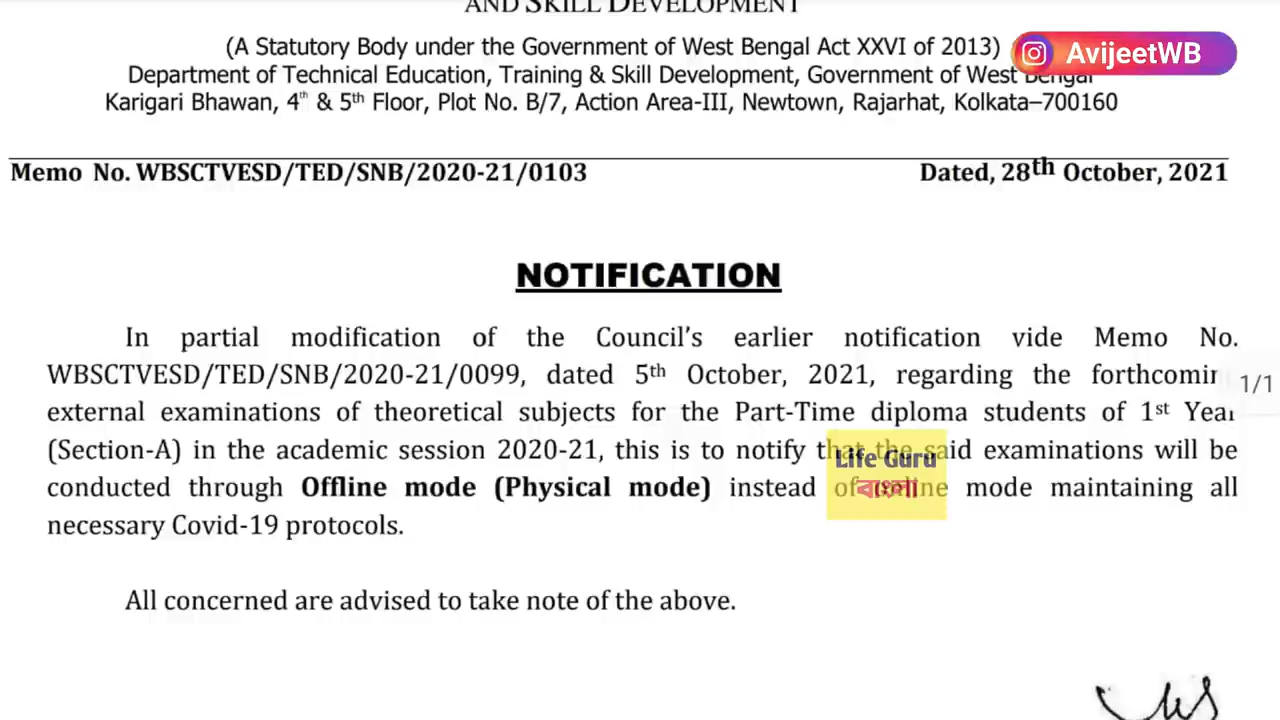 AND SKILL DEVELOPMENT
(A Statutory Body under the Government of West Bengal Act XXVI of 2013)
AvijeetWB
Department of Technical Education, Training & Skill Development, Government of West Bengal
Karigari Bhawan, 4th & 5th Floor, Plot No. B/7, Action Area-III, Newtown, Rajarhat, Kolkata–700160
Memo No. WBSCTVESD/TED/SNB/2020-21/0103 Dated, 28th October, 2021
NOTIFICATION
In partial modification of the Council's earlier notification vide Memo No.
WBSCTVESD/TED/SNB/2020-21/0099, dated 5th October, 2021, regarding the forthcoming
1/1
external examinations of theoretical subjects for the Part-Time diploma students of 1st Year
(Section-A) in the academic session 2020-21, this is to notify that the said examinations will be
Life Guru
বাংলা
conducted through Offline mode (Physical mode) instead of online mode maintaining all
necessary Covid-19 protocols.
All concerned are advised to take note of the above.